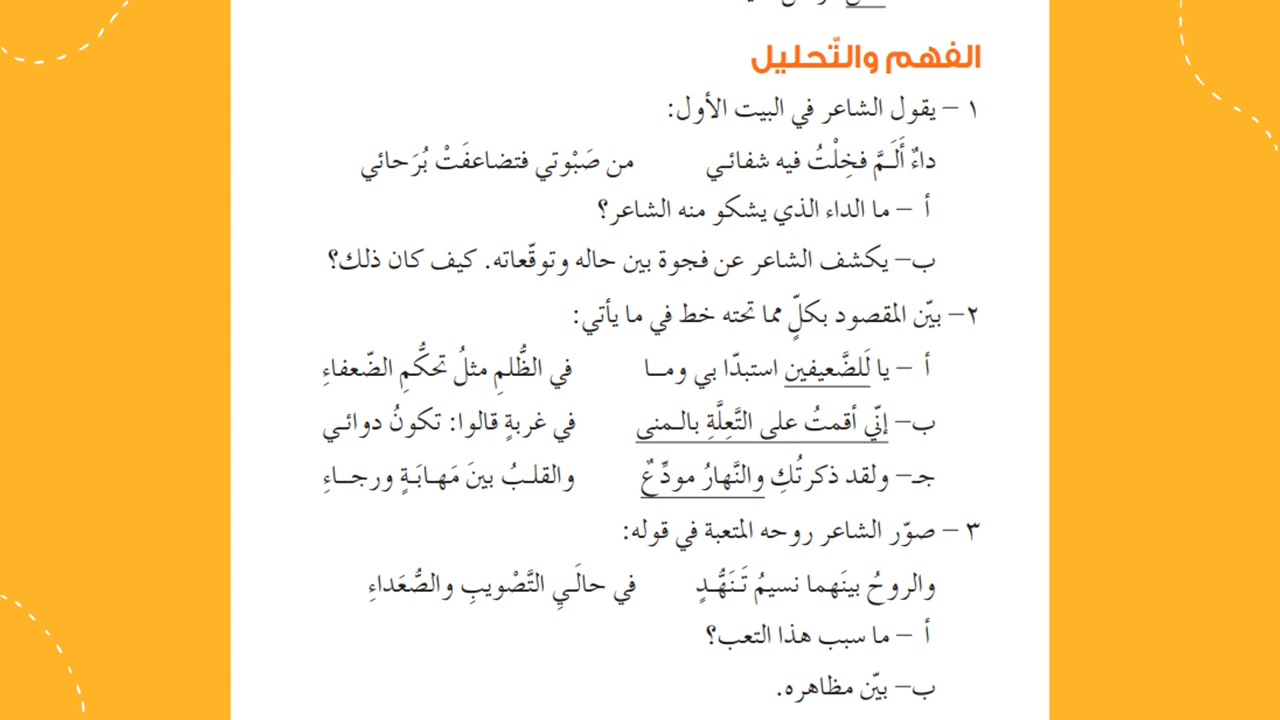 الفهم والتّحليل
١ – يقول الشاعر في البيت الأول:
داءٌ أَلَـمَّ فخِلْتُ فيه شفائـي من صَبْوتي فتضاعفَتْ بُرَحائي
أ – ما الداء الذي يشكو منه الشاعر؟
ب– يكشف الشاعر عن فجوة بين حاله وتوقّعاته. كيف كان ذلك؟
٢– بيّن المقصود بكلٍّ مما تحته خط في ما يأتي:
أ – يا لَلضَّعيفين استبدّا بي ومـا في الظُّلمِ مثلُ تحكُّمِ الضّعفاءِ
ب– إنّي أقمتُ على التَّعِلَّةِ بالـمنى في غربةٍ قالوا: تكونُ دوائـي
جـ– ولقد ذكرتُكِ والنَّهارُ مودِّعٌ والقلـبُ بينَ مَهـابَـةٍ ورجـاءِ
٣ – صوّر الشاعر روحه المتعبة في قوله:
والروحُ بينَهما نسيمُ تَـنَهُّـدٍ في حالَـيِ التَّصْويبِ والصُّعَداءِ
أ – ما سبب هذا التعب؟
ب– بيّن مظاهره.